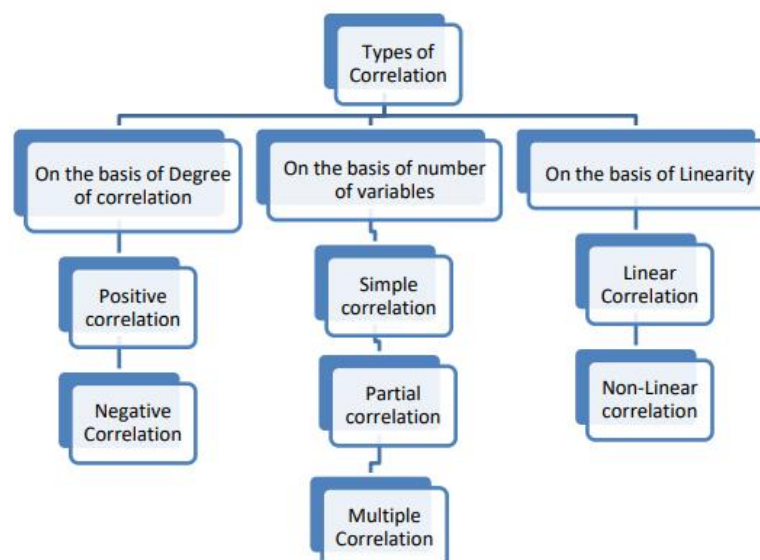 Types of
Correlation
On the basis of Degree
of correlation
On the basis of number
of variables
On the basis of Linearity
Positive
correlation
Simple
correlation
Linear
Correlation
Negative
Correlation
Partial
correlation
Non-Linear
correlation
Multiple
Correlation